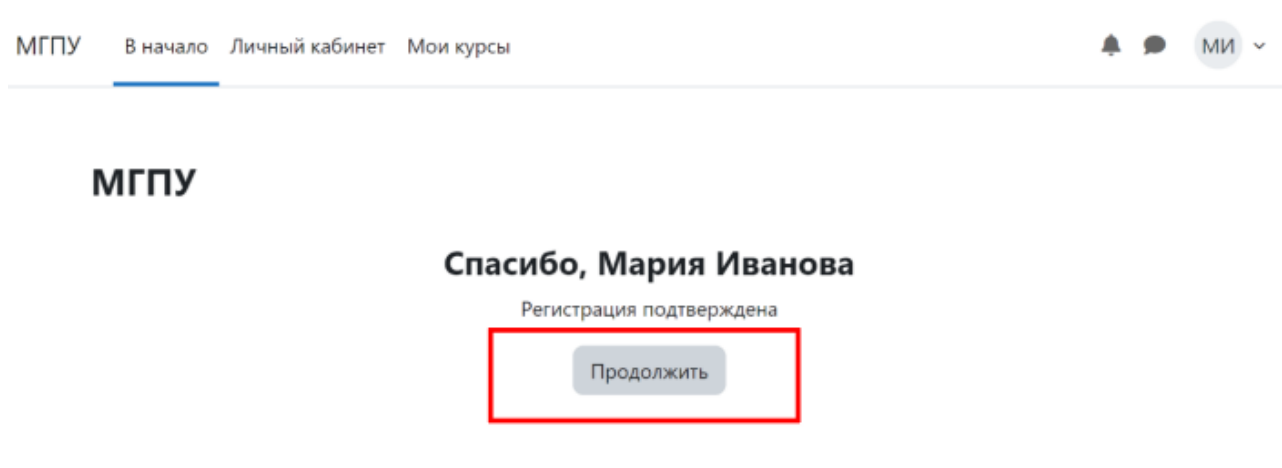 МГПУ В начало Личный кабинет Мои курсы МИ
МГПУ
Спасибо, Мария Иванова
Регистрация подтверждена
Продолжить